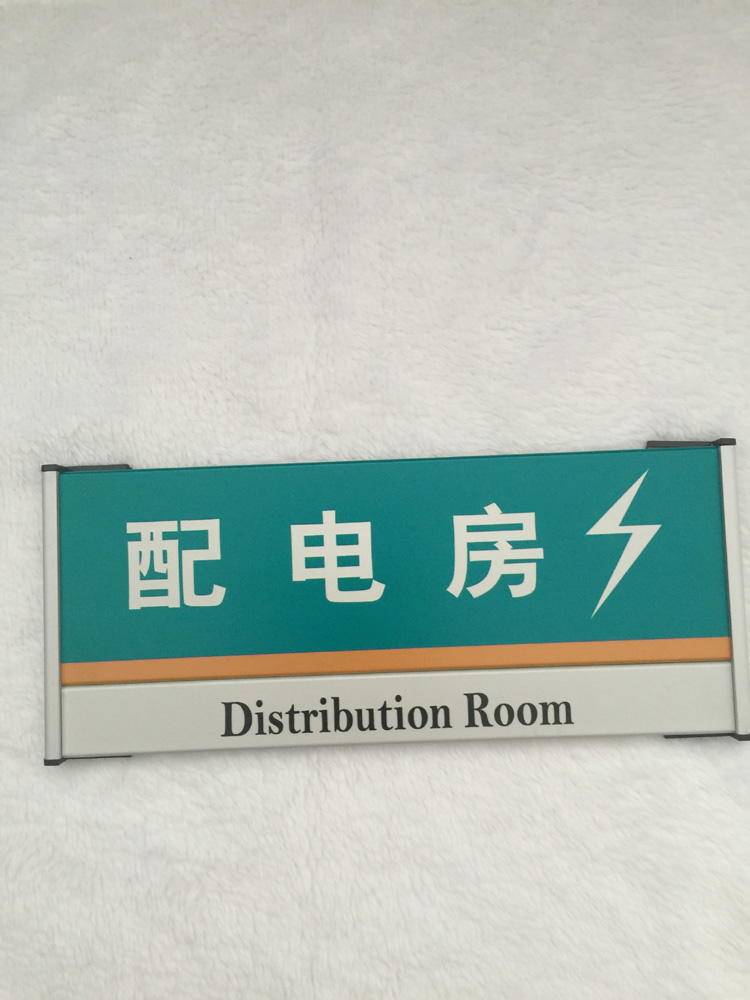 配电房
Distribution Room